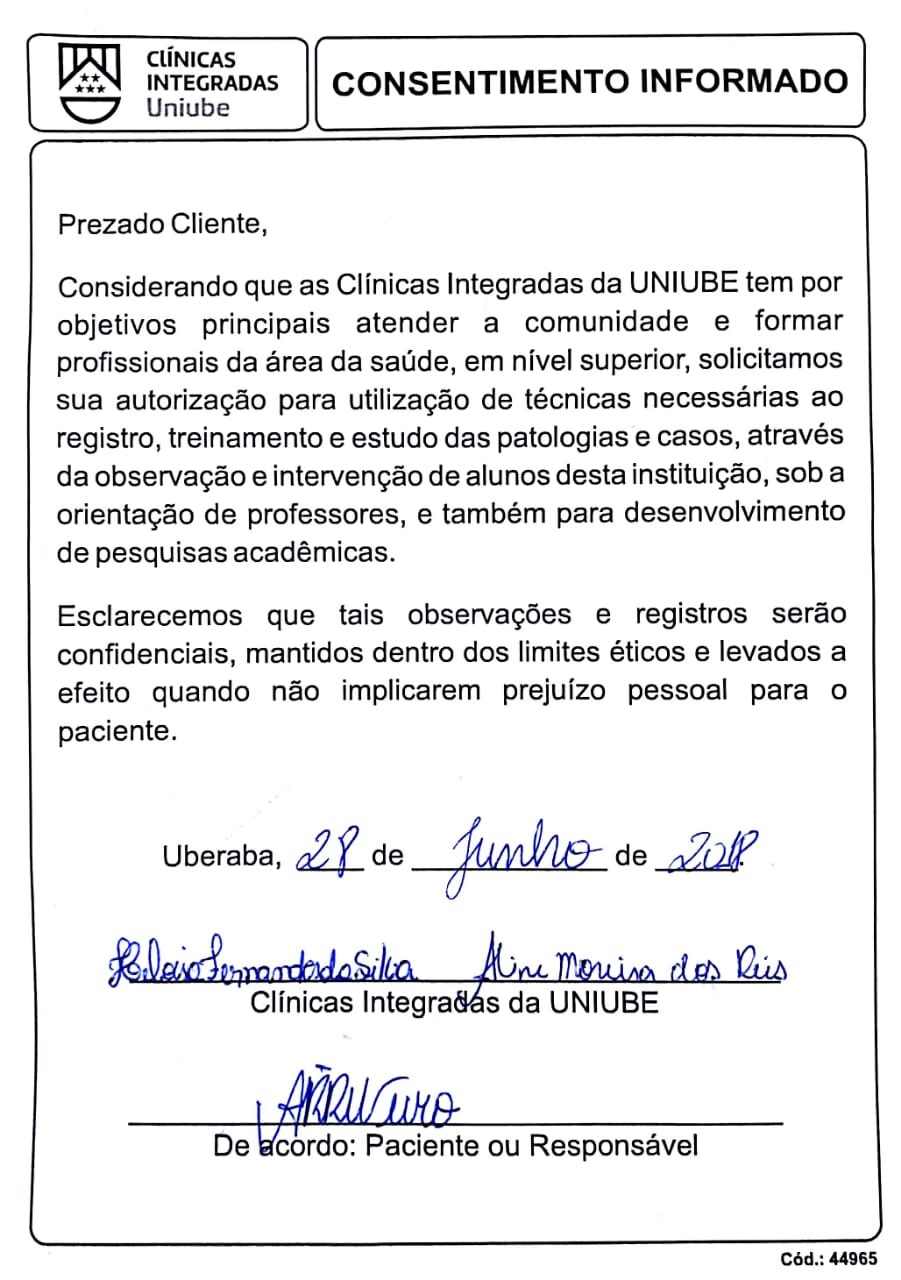 CLÍNICAS
INTEGRADAS
Uniube
CONSENTIMENTO INFORMADO
Prezado Cliente,
Considerando que as Clínicas Integradas da UNIUBE tem por
objetivos principais atender a comunidade e formar
profissionais da área da saúde, em nível superior, solicitamos
sua autorização para utilização de técnicas necessárias ao
registro, treinamento e estudo das patologias e casos, através
da observação e intervenção de alunos desta instituição, sob a
orientação de professores, e também para desenvolvimento
de pesquisas acadêmicas.
Esclarecemos que tais observações e registros serão
confidenciais, mantidos dentro dos limites éticos e levados a
efeito quando não implicarem prejuízo pessoal para o
paciente.
Uberaba, 28 de Junho de 2018
da Silva Aline Moreira dos Reis
Clínicas Integradas da UNIUBE
De acordo: Paciente ou Responsável
Cód.: 44965